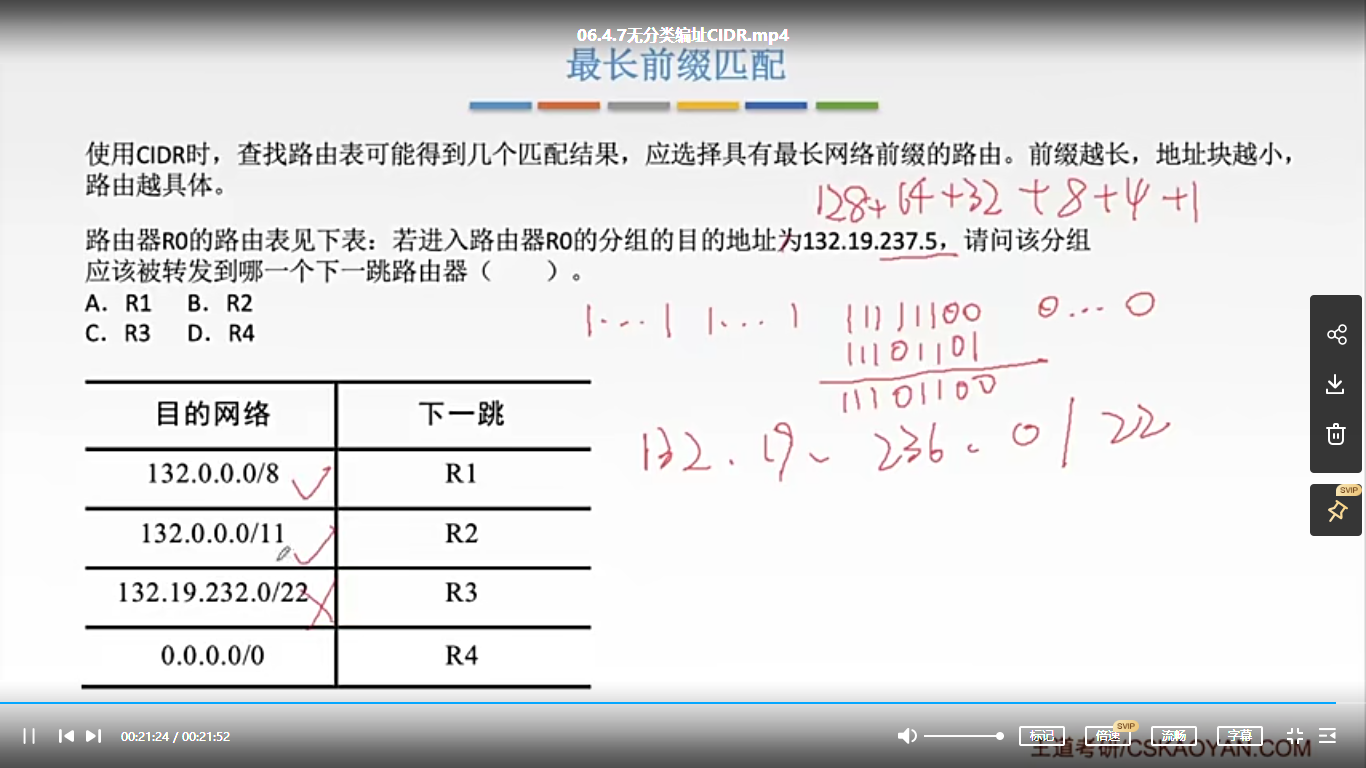 06.4.7无分类编址CIDR.mp4
最长前缀匹配
使用CIDR时，查找路由表可能得到几个匹配结果，应选择具有最长网络前缀的路由。前缀越长，地址块越小，
路由越具体。
128+64+32+8+4+1
路由器R0的路由表见下表：若进入路由器R0的分组的目的地址为132.19.237.5，请问该分组
应该被转发到哪一个下一跳路由器（　　）。
A. R1 B. R2
C. R3 D. R4
1...1 1...1 11111100 0...0
11101101
11101100
132.19.236.0/22
目的网络 下一跳
132.0.0.0/8 R1
132.0.0.0/11 R2
132.19.232.0/22 R3
0.0.0.0/0 R4
SVIP
00:21:24 / 00:21:52
标记 倍速 SVIP 流畅 字幕
王道考研/CSKAOYAN.COM